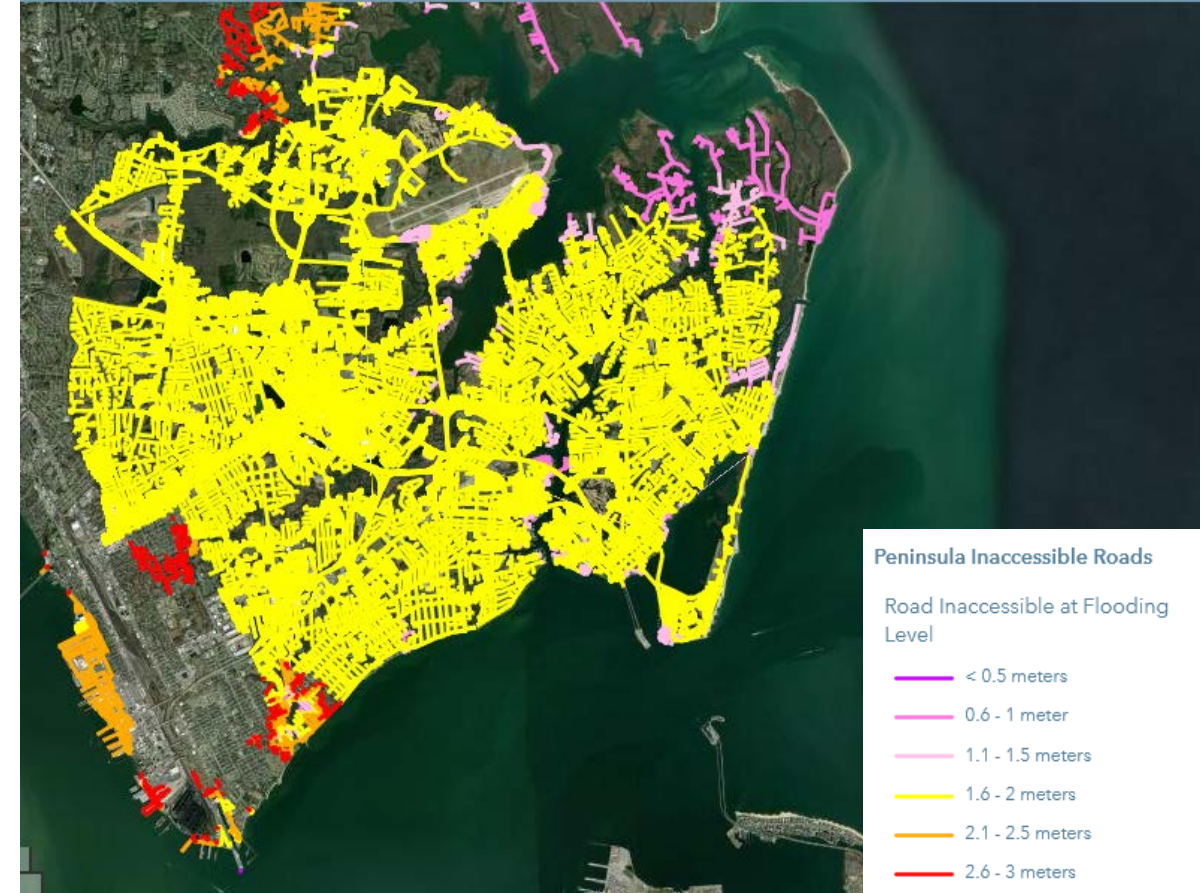 Peninsula Inaccessible Roads
Road Inaccessible at Flooding
Level
< 0.5 meters
0.6 - 1 meter
1.1 - 1.5 meters
1.6 - 2 meters
2.1 - 2.5 meters
2.6 - 3 meters